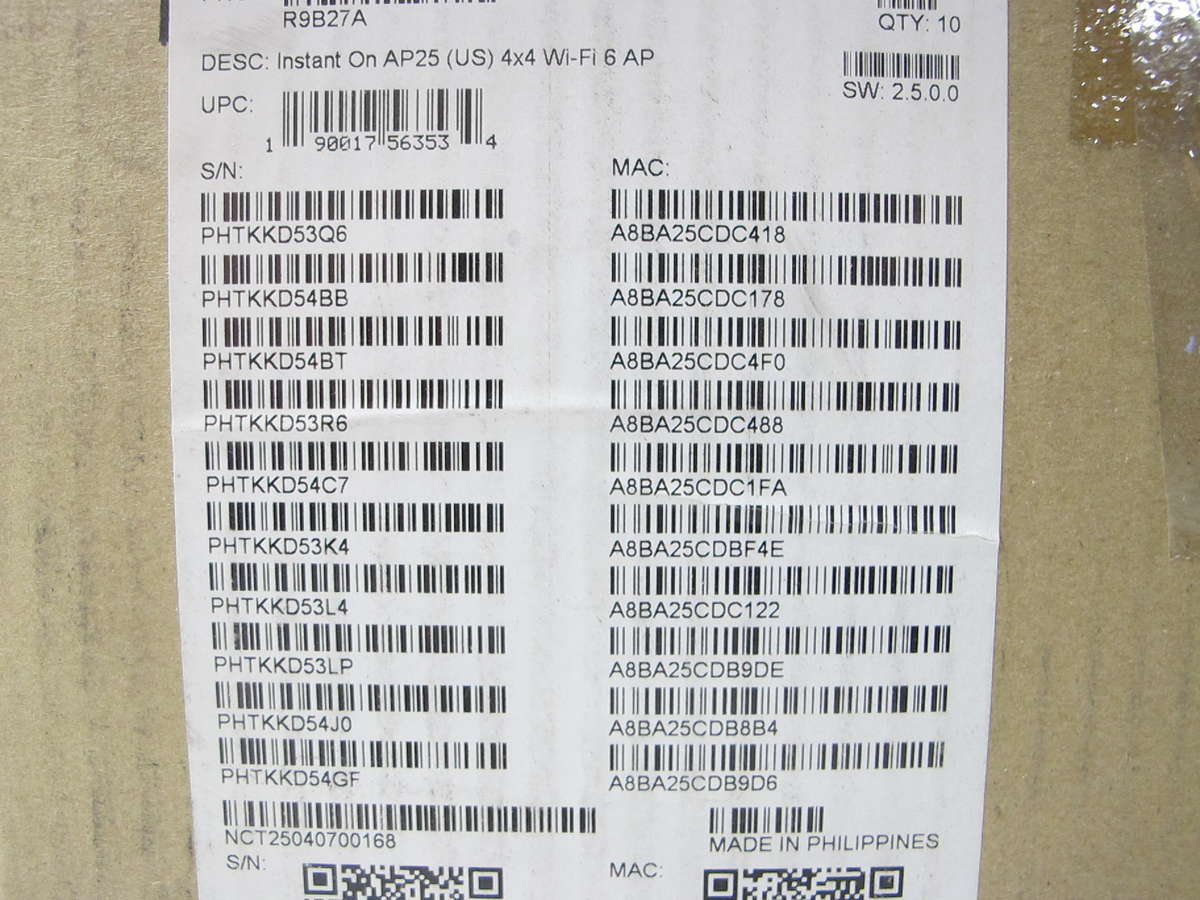 R9B27A
QTY: 10
DESC: Instant On AP25 (US) 4x4 Wi-Fi 6 AP
SW: 2.5.0.0
UPC:
1 90017 56353 4
S/N: MAC:
PHTKKD53Q6 A8BA25CDC418
PHTKKD54BB A8BA25CDC178
PHTKKD54BT A8BA25CDC4F0
PHTKKD53R6 A8BA25CDC488
PHTKKD54C7 A8BA25CDC1FA
PHTKKD53K4 A8BA25CDBF4E
PHTKKD53L4 A8BA25CDC122
PHTKKD53LP A8BA25CDB9DE
PHTKKD54J0 A8BA25CDB8B4
PHTKKD54GF A8BA25CDB9D6
NCT25040700168 MADE IN PHILIPPINES
S/N: MAC: